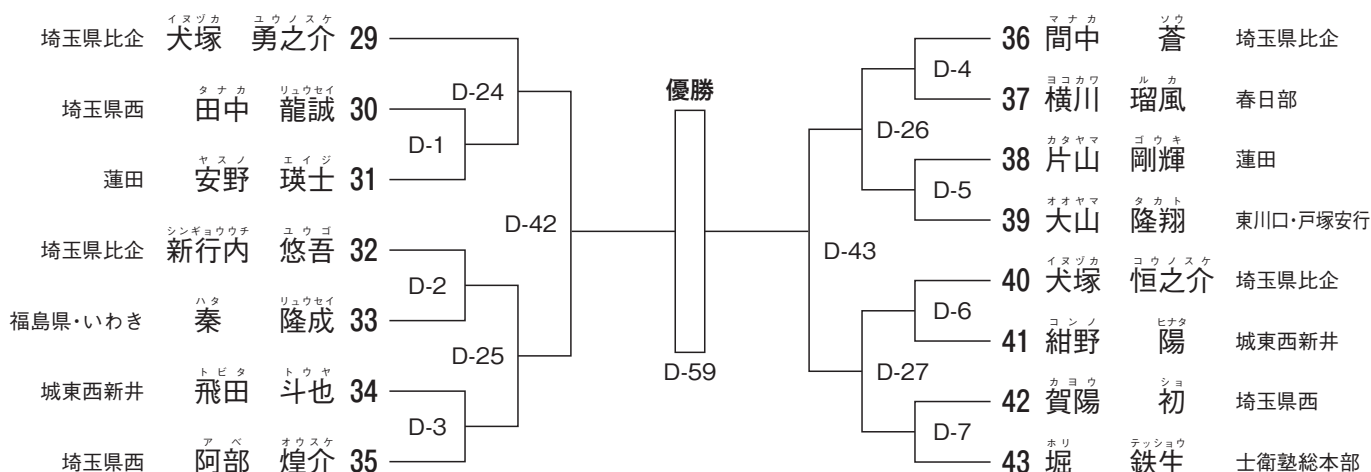 イヌヅカ ユウノスケ
埼玉県比企 犬塚 勇之介 29
タナカ リュウセイ
埼玉県西 田中 龍誠 30
ヤスノ エイジ
蓮田 安野 瑛士 31
シンギョウウチ ユウゴ
埼玉県比企 新行内 悠吾 32
ハタ リュウセイ
福島県・いわき 秦 隆成 33
トビタ トウヤ
城東西新井 飛田 斗也 34
アベ オウスケ
埼玉県西 阿部 煌介 35
D-24
D-1
D-42
D-2
D-25
D-3
優勝
D-59
マナカ ソウ
36 間中 蒼 埼玉県比企
ヨコカワ ルカ
37 横川 瑠風 春日部
カタヤマ ゴウキ
38 片山 剛輝 蓮田
オオヤマ タカト
39 大山 隆翔 東川口・戸塚安行
イヌヅカ コウノスケ
40 犬塚 恒之介 埼玉県比企
コンノ ヒナタ
41 紺野 陽 城東西新井
カヨウ ショ
42 賀陽 初 埼玉県西
ホリ テッショウ
43 堀 鉄生 士衛塾総本部
D-4
D-26
D-5
D-43
D-6
D-27
D-7